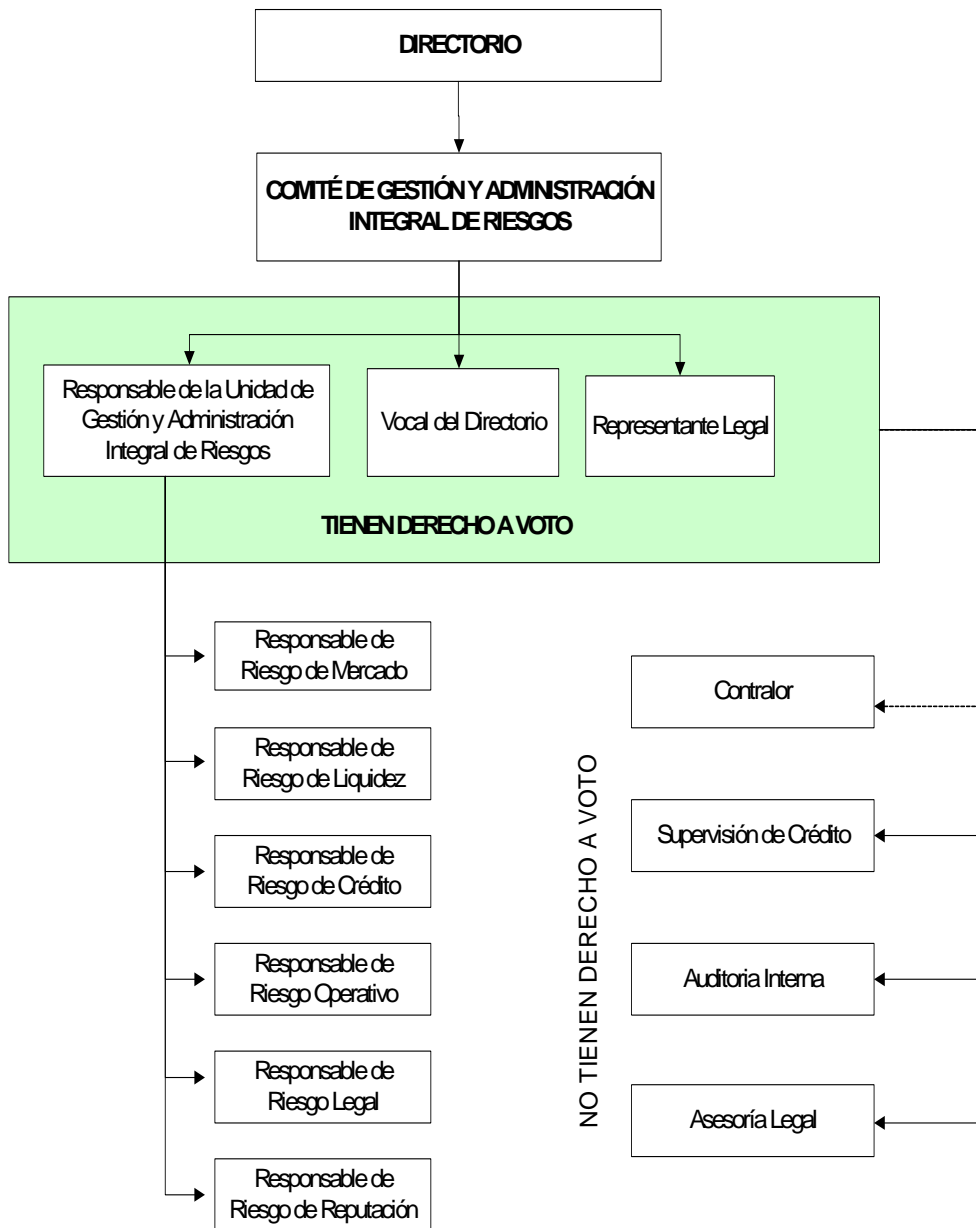 DIRECTORIO
COMITÉ DE GESTIÓN Y ADMINISTRACIÓN
INTEGRAL DE RIESGOS
Responsable de la Unidad de
Gestión y Administración
Integral de Riesgos
Vocal del Directorio
Representante Legal
TIENEN DERECHO A VOTO
Responsable de
Riesgo de Mercado
Responsable de
Riesgo de Liquidez
Responsable de
Riesgo de Crédito
Responsable de
Riesgo Operativo
Responsable de
Riesgo Legal
Responsable de
Riesgo de Reputación
NO TIENEN DERECHO A VOTO
Contralor
Supervisión de Crédito
Auditoria Interna
Asesoría Legal